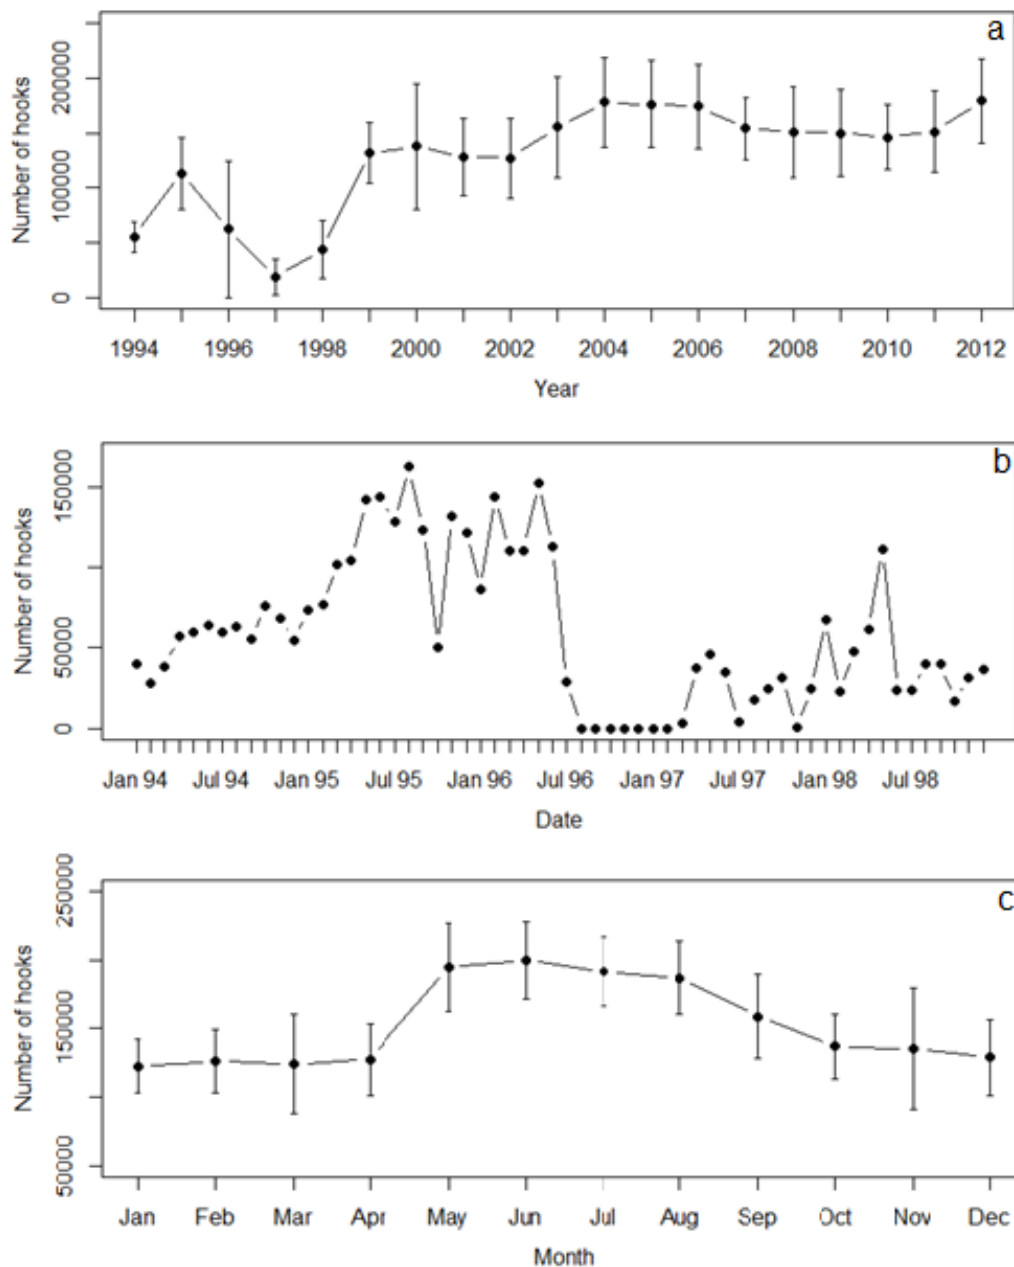 a
Number of hooks
200000
100000
0
1994 1996 1998 2000 2002 2004 2006 2008 2010 2012
Year
b
Number of hooks
150000
50000
0
Jan 94 Jul 94 Jan 95 Jul 95 Jan 96 Jul 96 Jan 97 Jul 97 Jan 98 Jul 98
Date
c
Number of hooks
250000
150000
50000
Jan Feb Mar Apr May Jun Jul Aug Sep Oct Nov Dec
Month